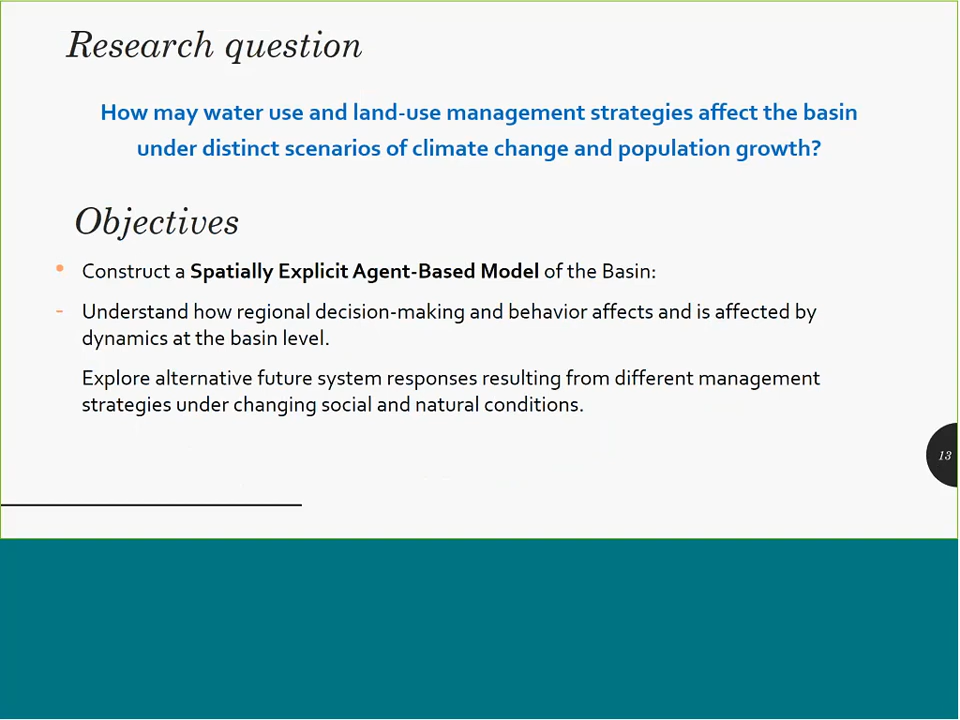 Research question
How may water use and land-use management strategies affect the basin
under distinct scenarios of climate change and population growth?
Objectives
• Construct a Spatially Explicit Agent-Based Model of the Basin:
- Understand how regional decision-making and behavior affects and is affected by
dynamics at the basin level.
Explore alternative future system responses resulting from different management
strategies under changing social and natural conditions.
13